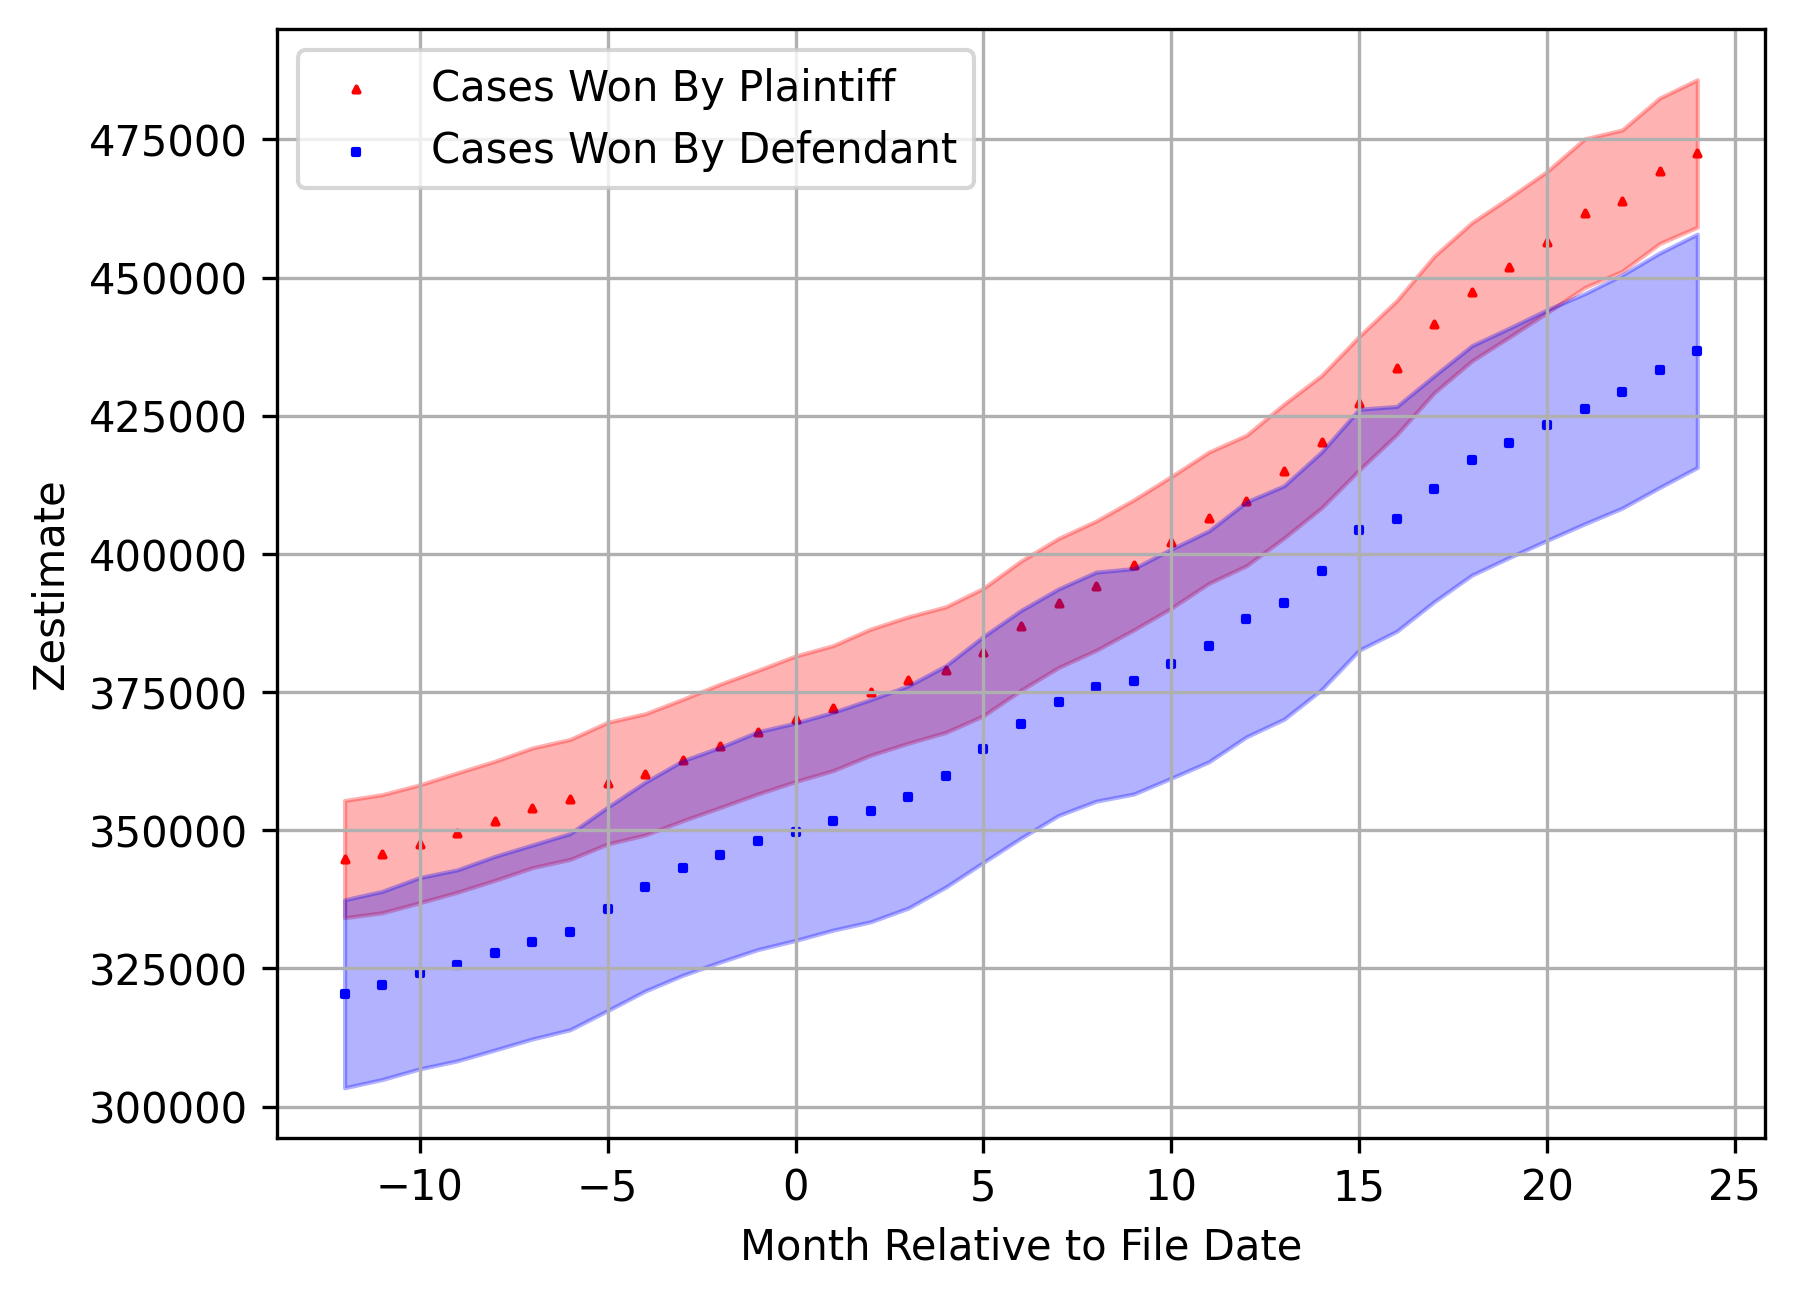 Cases Won By Plaintiff
Cases Won By Defendant
475000
450000
425000
400000
375000
350000
325000
300000
Zestimate
−10 −5 0 5 10 15 20 25
Month Relative to File Date